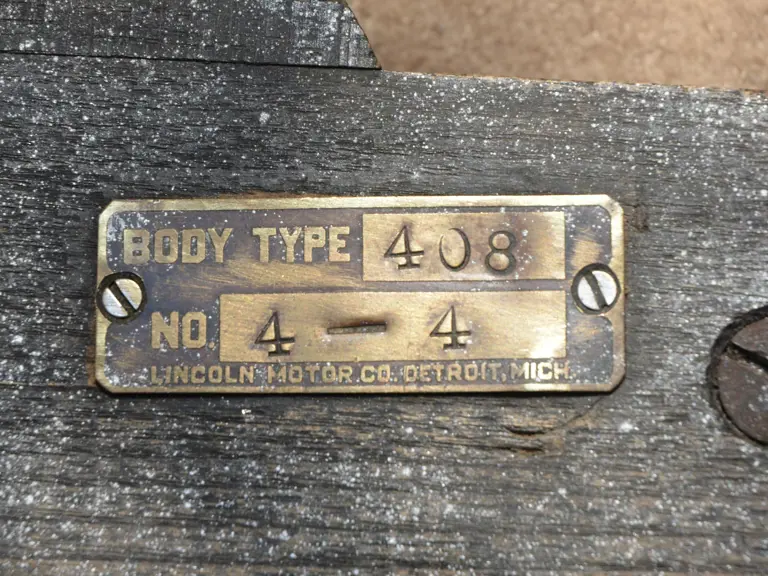 BODY TYPE 408
NO. 4 – 4
LINCOLN MOTOR CO. DETROIT, MICH.